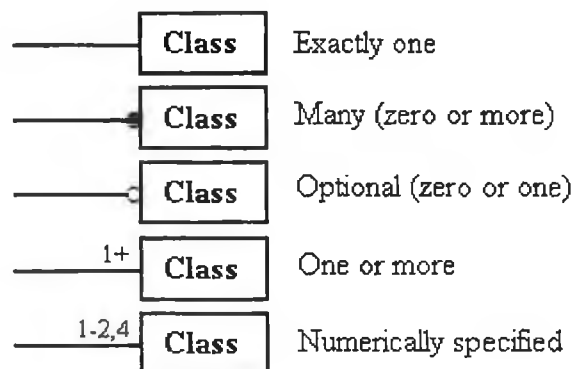 Class Exactly one
Class Many (zero or more)
Class Optional (zero or one)
1+ Class One or more
1-2,4 Class Numerically specified